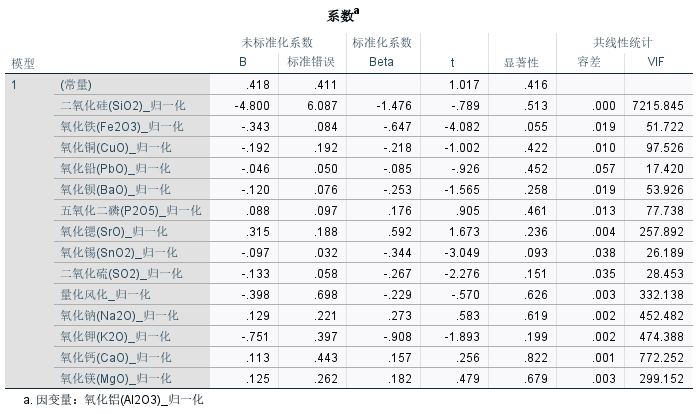 系数a
未标准化系数 标准化系数 共线性统计
模型 B 标准错误 Beta t 显著性 容差 VIF
1 (常量) .418 .411 1.017 .416
二氧化硅(SiO2)_归一化 -4.800 6.087 -1.476 -.789 .513 .000 7215.845
氧化铁(Fe2O3)_归一化 -.343 .084 -.647 -4.082 .055 .019 51.722
氧化铜(CuO)_归一化 -.192 .192 -.218 -1.002 .422 .010 97.526
氧化铅(PbO)_归一化 -.046 .050 -.085 -.926 .452 .057 17.420
氧化钡(BaO)_归一化 -.120 .076 -.253 -1.565 .258 .019 53.926
五氧化二磷(P2O5)_归一化 .088 .097 .176 .905 .461 .013 77.738
氧化锶(SrO)_归一化 .315 .188 .592 1.673 .236 .004 257.892
氧化锡(SnO2)_归一化 -.097 .032 -.344 -3.049 .093 .038 26.189
二氧化硫(SO2)_归一化 -.133 .058 -.267 -2.276 .151 .035 28.453
量化风化_归一化 -.398 .698 -.229 -.570 .626 .003 332.138
氧化钠(Na2O)_归一化 .129 .221 .273 .583 .619 .002 452.482
氧化钾(K2O)_归一化 -.751 .397 -.908 -1.893 .199 .002 474.388
氧化钙(CaO)_归一化 .113 .443 .157 .256 .822 .001 772.252
氧化镁(MgO)_归一化 .125 .262 .182 .479 .679 .003 299.152
a. 因变量：氧化铝(Al2O3)_归一化